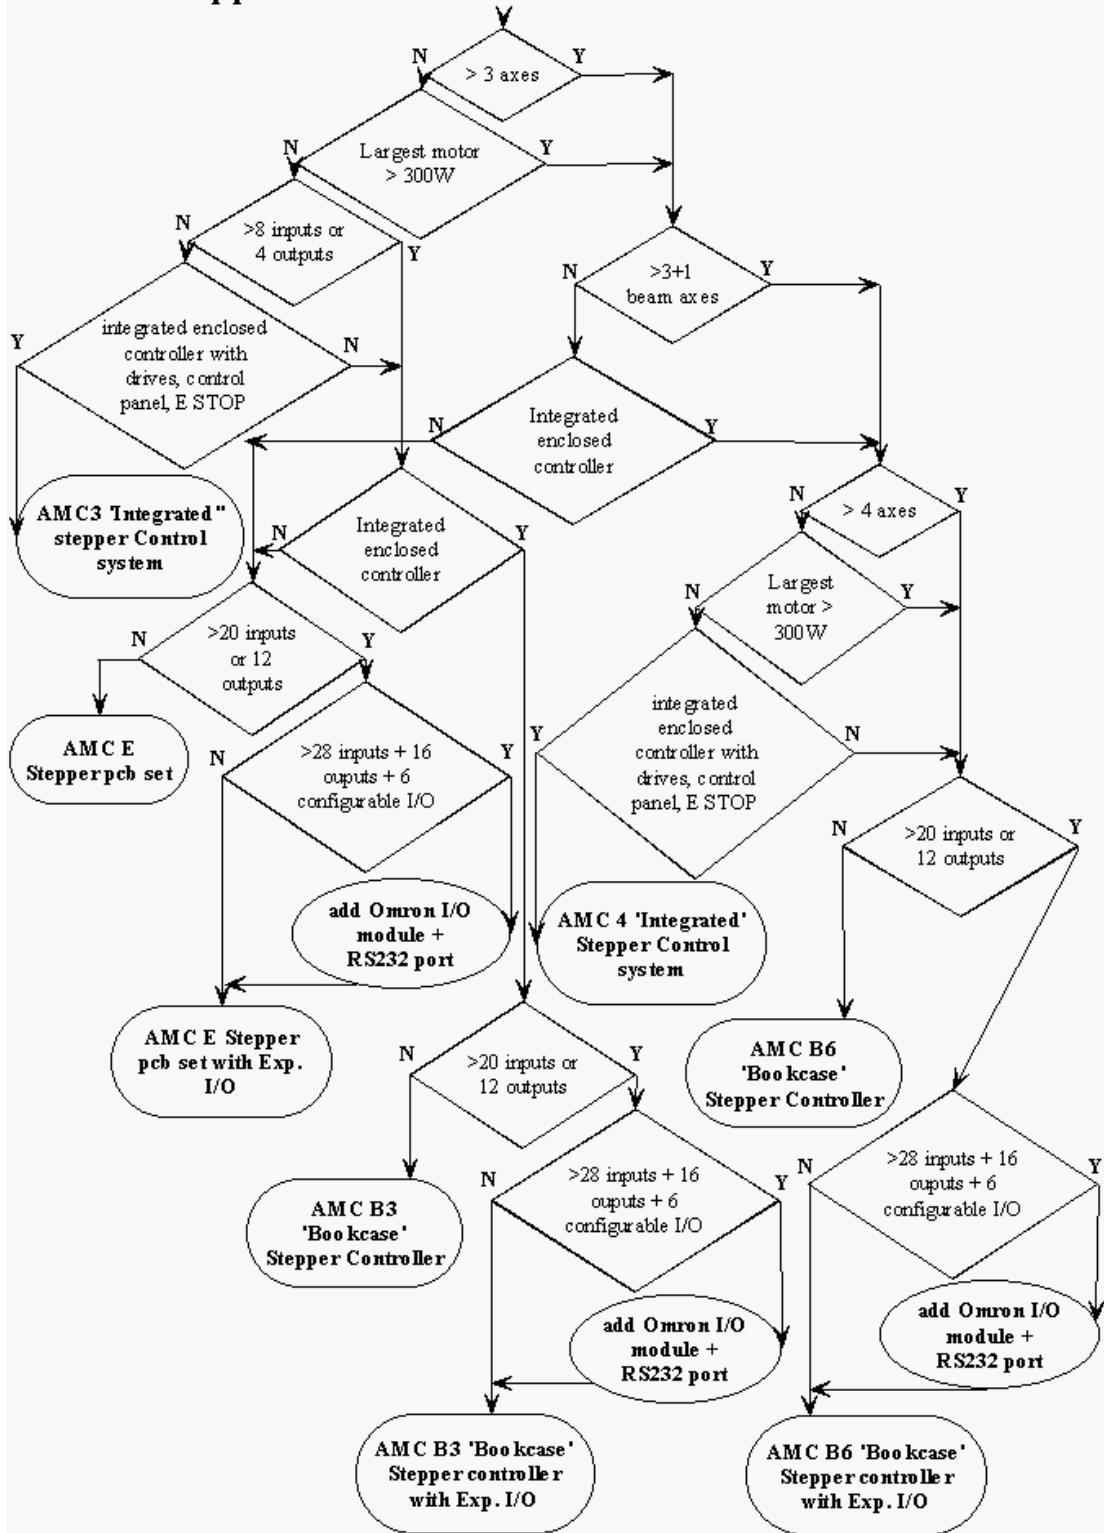 N
Y
> 3 axes
N
Y
Largest motor
> 300W
N
Y
>8 inputs or
4 outputs
N
Y
>3+1
beam axes
Y
N
integrated enclosed
controller with
drives, control
panel, E STOP
N
Y
Integrated
enclosed
controller
N
Y
> 4 axes
AMC3 'Integrated"
stepper Control
system
N
Y
Integrated
enclosed
controller
N
Y
Largest
motor >
300W
N
Y
>20 inputs
or 12
outputs
Y
N
integrated
enclosed
controller with
drives, control
panel, E STOP
AMC E
Stepper pcb set
N
Y
>28 inputs + 16
ouputs + 6
configurable I/O
N
Y
>20 inputs or
12 outputs
add Omron I/O
module +
RS232 port
AMC 4 'Integrated'
Stepper Control
system
AMC E Stepper
pcb set with Exp.
I/O
N
Y
>20 inputs or
12 outputs
AMC B6
'Bookcase'
Stepper Controller
N
Y
>28 inputs + 16
ouputs + 6
configurable I/O
N
Y
>28 inputs + 16
ouputs + 6
configurable I/O
AMC B3
'Bookcase'
Stepper Controller
add Omron I/O
module +
RS232 port
add Omron I/O
module +
RS232 port
AMC B3 'Bookcase'
Stepper controller
with Exp. I/O
AMC B6 'Bookcase'
Stepper controller
with Exp. I/O